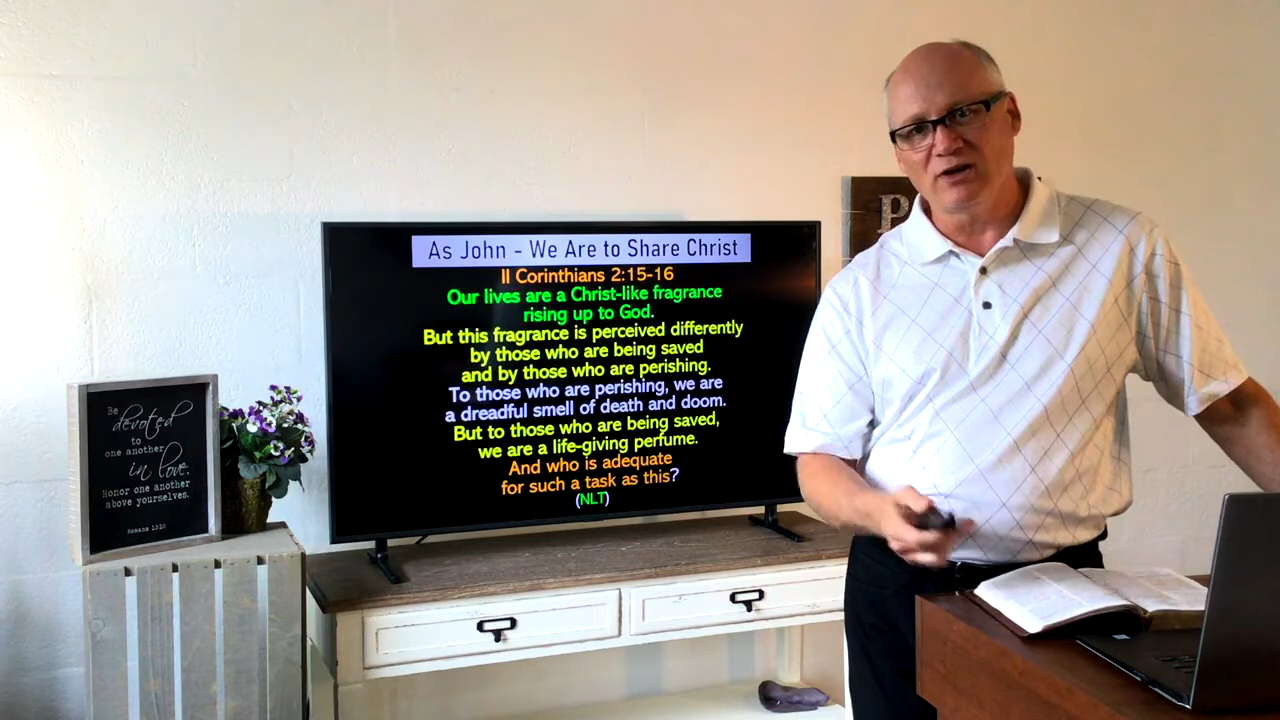 As John - We Are to Share Christ
II Corinthians 2:15-16
Our lives are a Christ-like fragrance
rising up to God.
But this fragrance is perceived differently
by those who are being saved
and by those who are perishing.
To those who are perishing, we are
a dreadful smell of death and doom.
But to those who are being saved,
we are a life-giving perfume.
And who is adequate
for such a task as this?
(NLT)
Be
devoted
to
one another
in love.
Honor one another
above yourselves.
Romans 12:10
P